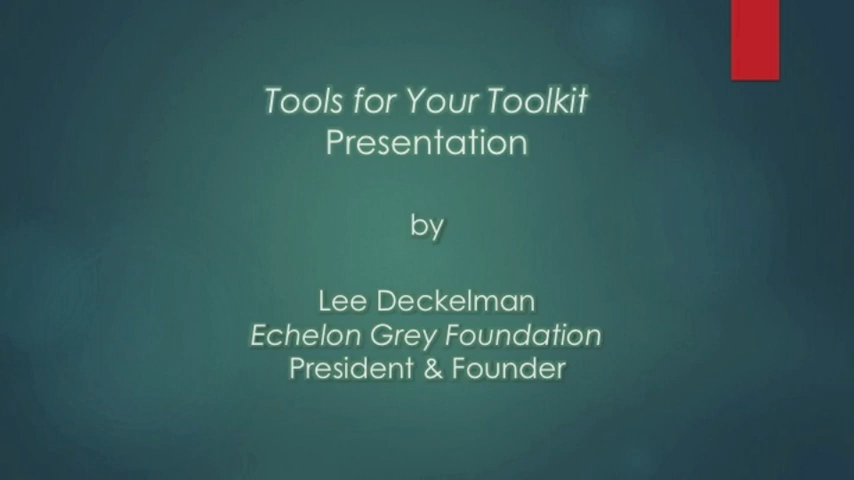 Tools for Your Toolkit
Presentation
by
Lee Deckelman
Echelon Grey Foundation
President & Founder